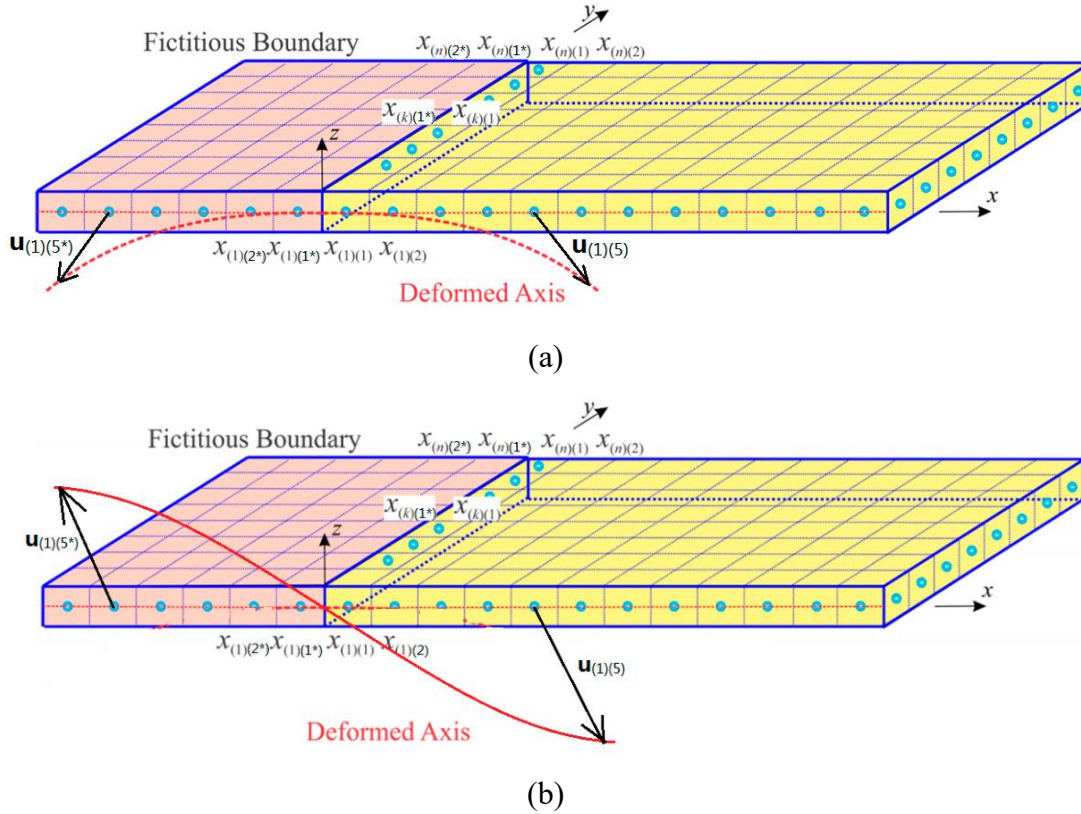 y
Fictitious Boundary x(n)(2*) x(n)(1*) x(n)(1) x(n)(2)
x(k)(1*) x(k)(1)
z
x
u(1)(5*) x(1)(2*) x(1)(1*) x(1)(1) x(1)(2) u(1)(5)
Deformed Axis
(a)
y
Fictitious Boundary x(n)(2*) x(n)(1*) x(n)(1) x(n)(2)
x(k)(1*) x(k)(1)
z
u(1)(5*)
x
x(1)(2*) x(1)(1*) x(1)(1) x(1)(2)
u(1)(5)
Deformed Axis
(b)